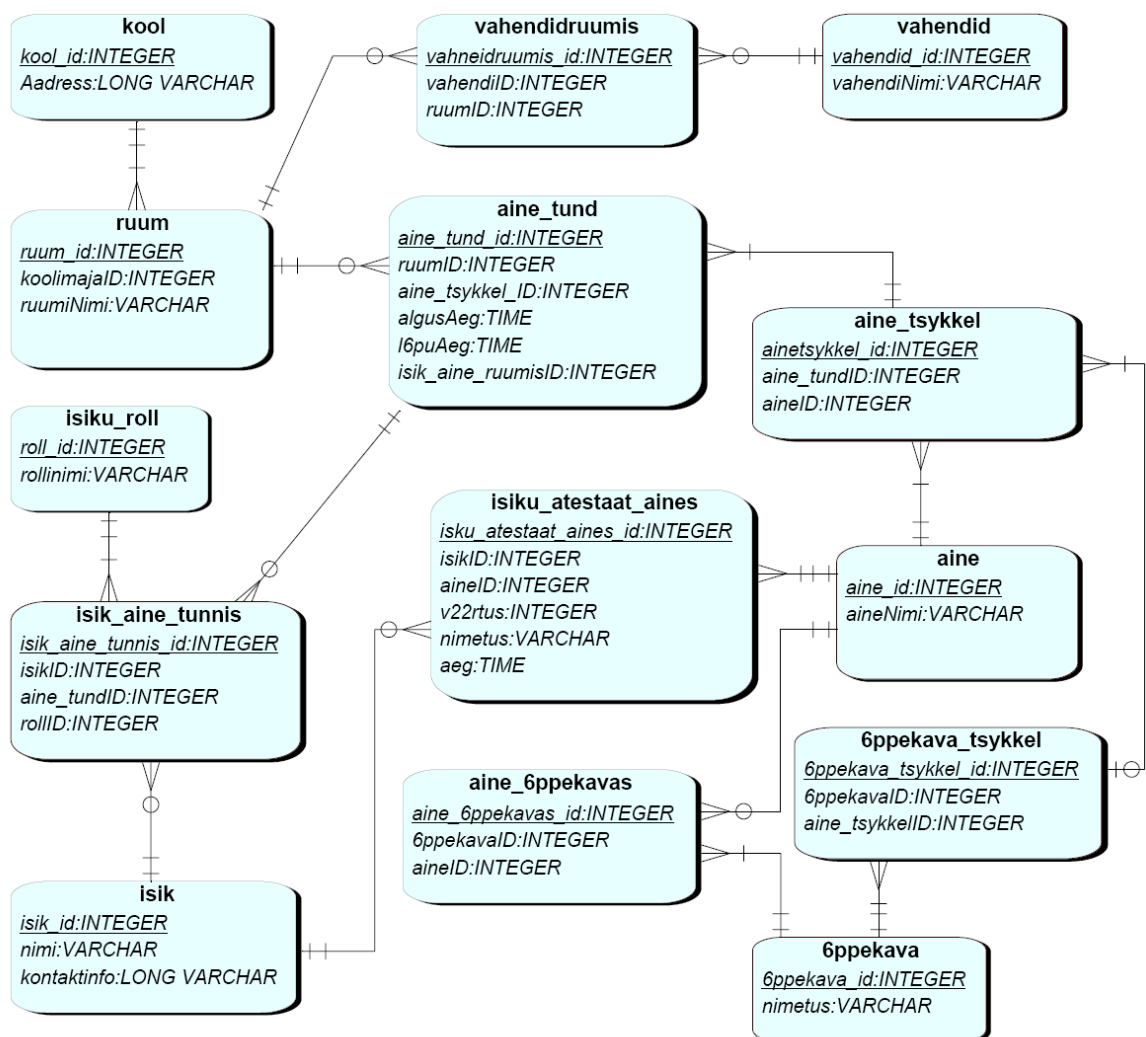 kool
kool_id:INTEGER
Aadress:LONG VARCHAR
vahendidruumis
vahneidruumis_id:INTEGER
vahendiID:INTEGER
ruumID:INTEGER
vahendid
vahendid_id:INTEGER
vahendiNimi:VARCHAR
ruum
ruum_id:INTEGER
koolimajaID:INTEGER
ruumiNimi:VARCHAR
aine_tund
aine_tund_id:INTEGER
ruumID:INTEGER
aine_tsykkel_ID:INTEGER
algusAeg:TIME
l6puAeg:TIME
isik_aine_ruumisID:INTEGER
aine_tsykkel
ainetsykkel_id:INTEGER
aine_tundID:INTEGER
aineID:INTEGER
isiku_roll
roll_id:INTEGER
rollinimi:VARCHAR
isiku_atestaat_aines
isku_atestaat_aines_id:INTEGER
isikID:INTEGER
aineID:INTEGER
v22rtus:INTEGER
nimetus:VARCHAR
aeg:TIME
aine
aine_id:INTEGER
aineNimi:VARCHAR
isik_aine_tunnis
isik_aine_tunnis_id:INTEGER
isikID:INTEGER
aine_tundID:INTEGER
rollID:INTEGER
aine_6ppekavas
aine_6ppekavas_id:INTEGER
6ppekavaID:INTEGER
aineID:INTEGER
6ppekava_tsykkel
6ppekava_tsykkel_id:INTEGER
6ppekavaID:INTEGER
aine_tsykkelID:INTEGER
isik
isik_id:INTEGER
nimi:VARCHAR
kontaktinfo:LONG VARCHAR
6ppekava
6ppekava_id:INTEGER
nimetus:VARCHAR